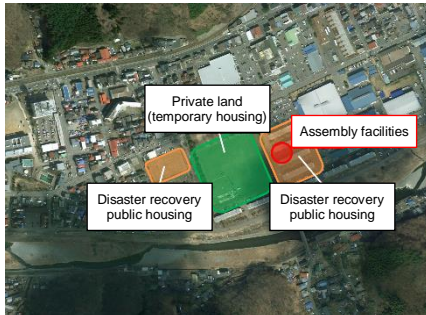 Private land
(temporary housing)
Assembly facilities
Disaster recovery
public housing
Disaster recovery
public housing